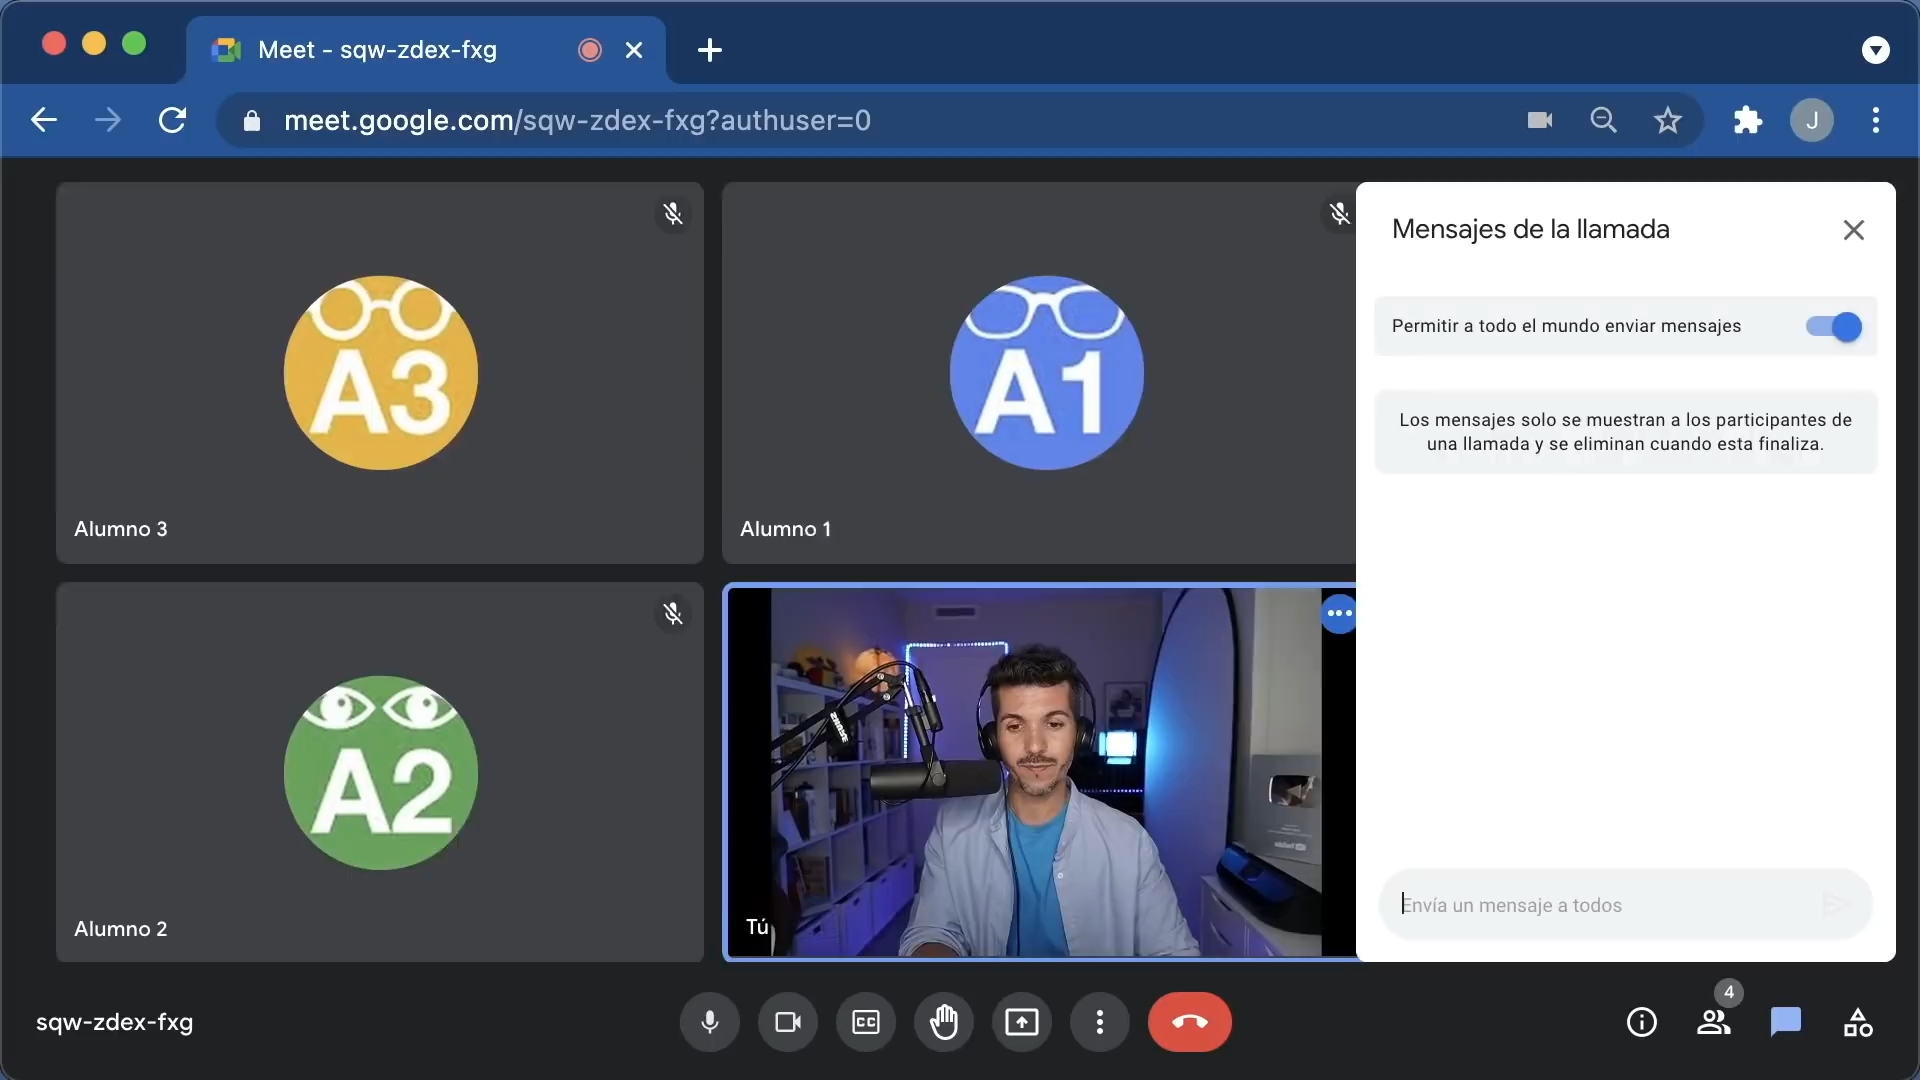 Meet - sqw-zdex-fxg
meet.google.com/sqw-zdex-fxg?authuser=0
J
A3
Alumno 3
A1
Alumno 1
A2
Alumno 2
Tú
Mensajes de la llamada
Permitir a todo el mundo enviar mensajes
Los mensajes solo se muestran a los participantes de
una llamada y se eliminan cuando esta finaliza.
Envía un mensaje a todos
sqw-zdex-fxg
CC
4